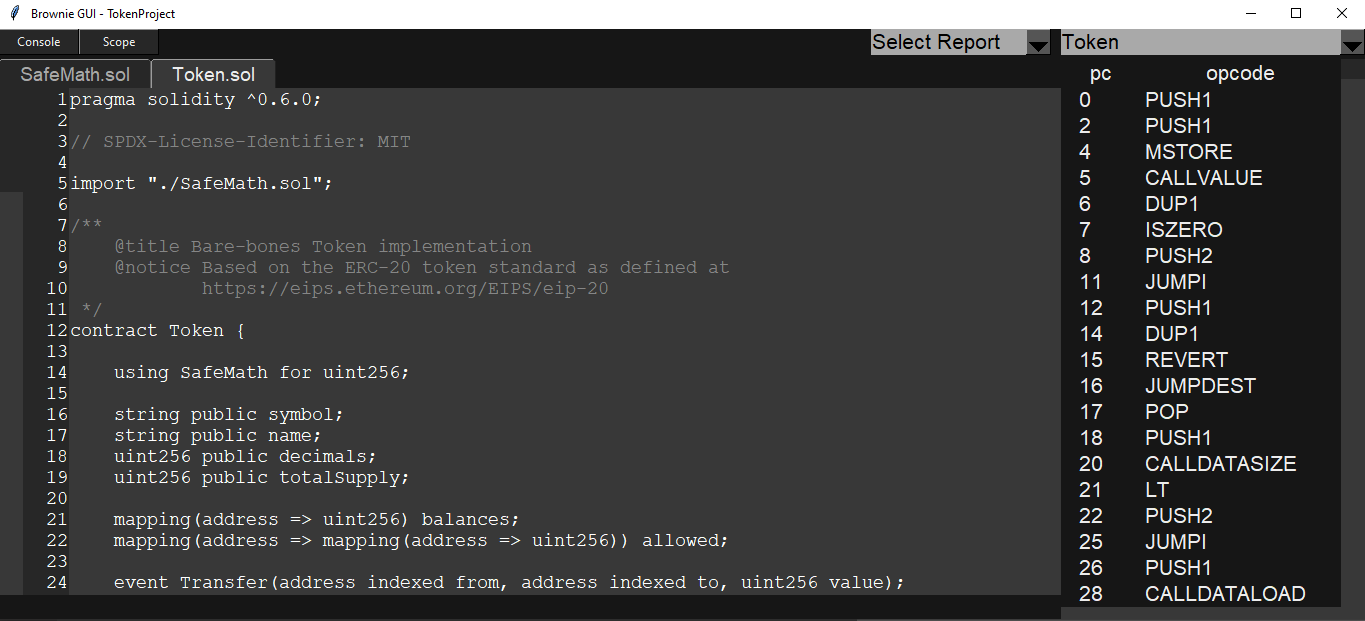 Brownie GUI - TokenProject
Console Scope Select Report Token
SafeMath.sol Token.sol
1pragma solidity ^0.6.0;
2
3// SPDX-License-Identifier: MIT
4
5import "./SafeMath.sol";
6
7/**
8    @title Bare-bones Token implementation
9    @notice Based on the ERC-20 token standard as defined at
10            https://eips.ethereum.org/EIPS/eip-20
11 */
12contract Token {
13
14    using SafeMath for uint256;
15
16    string public symbol;
17    string public name;
18    uint256 public decimals;
19    uint256 public totalSupply;
20
21    mapping(address => uint256) balances;
22    mapping(address => mapping(address => uint256)) allowed;
23
24    event Transfer(address indexed from, address indexed to, uint256 value);
pc opcode
0 PUSH1
2 PUSH1
4 MSTORE
5 CALLVALUE
6 DUP1
7 ISZERO
8 PUSH2
11 JUMPI
12 PUSH1
14 DUP1
15 REVERT
16 JUMPDEST
17 POP
18 PUSH1
20 CALLDATASIZE
21 LT
22 PUSH2
25 JUMPI
26 PUSH1
28 CALLDATALOAD